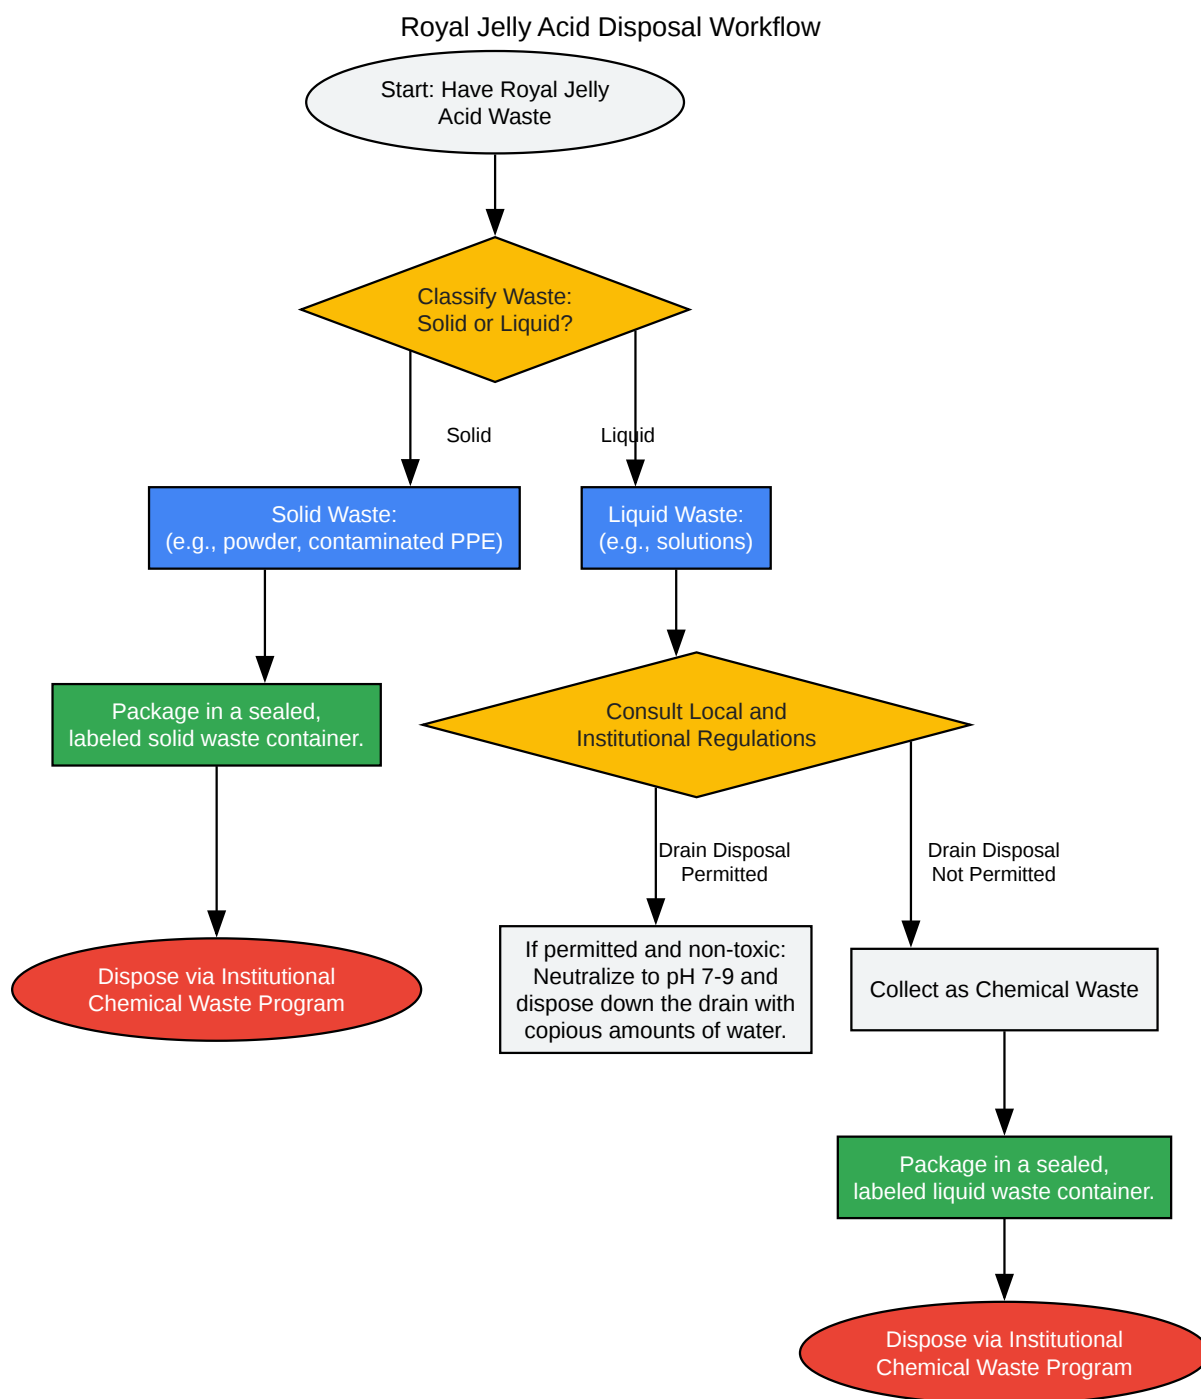 Royal Jelly Acid Disposal Workflow
Start: Have Royal Jelly
Acid Waste
Classify Waste:
Solid or Liquid?
Solid
Liquid
Solid Waste:
(e.g., powder, contaminated PPE)
Liquid Waste:
(e.g., solutions)
Package in a sealed,
labeled solid waste container.
Consult Local and
Institutional Regulations
Drain Disposal
Permitted
Drain Disposal
Not Permitted
Dispose via Institutional
Chemical Waste Program
If permitted and non-toxic:
Neutralize to pH 7-9 and
dispose down the drain with
copious amounts of water.
Collect as Chemical Waste
Package in a sealed,
labeled liquid waste container.
Dispose via Institutional
Chemical Waste Program